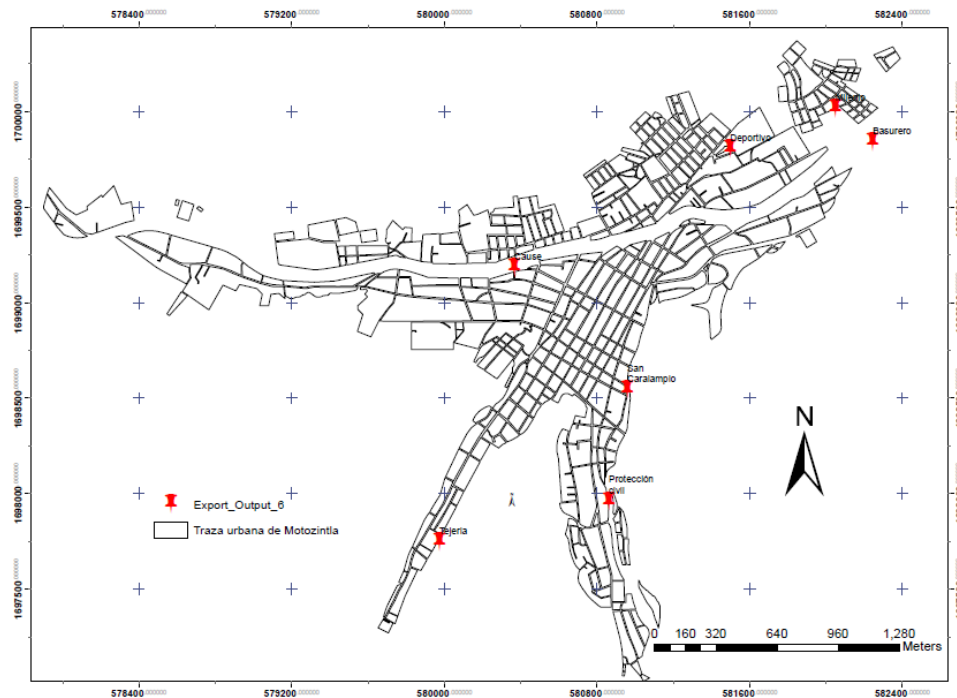 578400.000000 579200.000000 580000.000000 580800.000000 581600.000000 582400.000000
1700000.000000
1699500.000000
1699000.000000
1698500.000000
1698000.000000
1697500.000000
Basurero
Deportivo
Cause
San
Caralampio
Protección
civil
Tejeria
N
Export_Output_6
Traza urbana de Motozintla
0 160 320 640 960 1,280
Meters
578400.000000 579200.000000 580000.000000 580800.000000 581600.000000 582400.000000